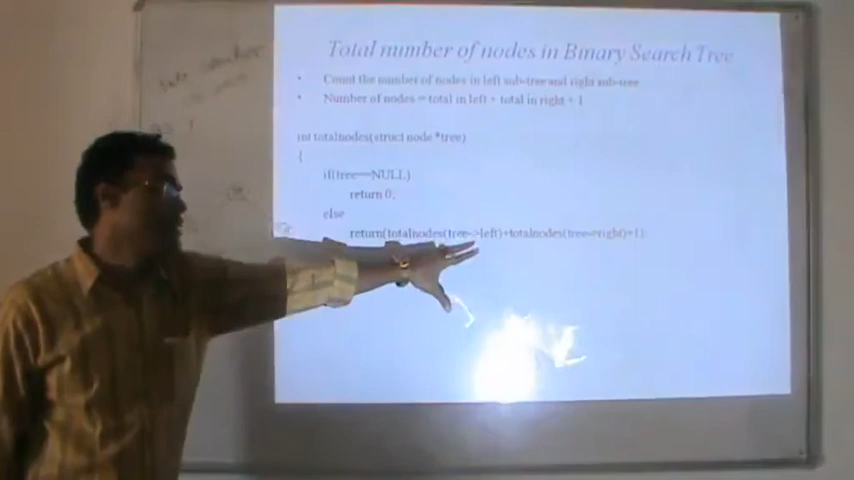 Total number of nodes in Binary Search Tree
• Count the number of nodes in left sub-tree and right sub-tree
• Number of nodes = total in left + total in right + 1
int totalnodes(struct node *tree)
{
if(tree==NULL)
return 0;
else
return(totalnodes(tree->left)+totalnodes(tree->right)+1);